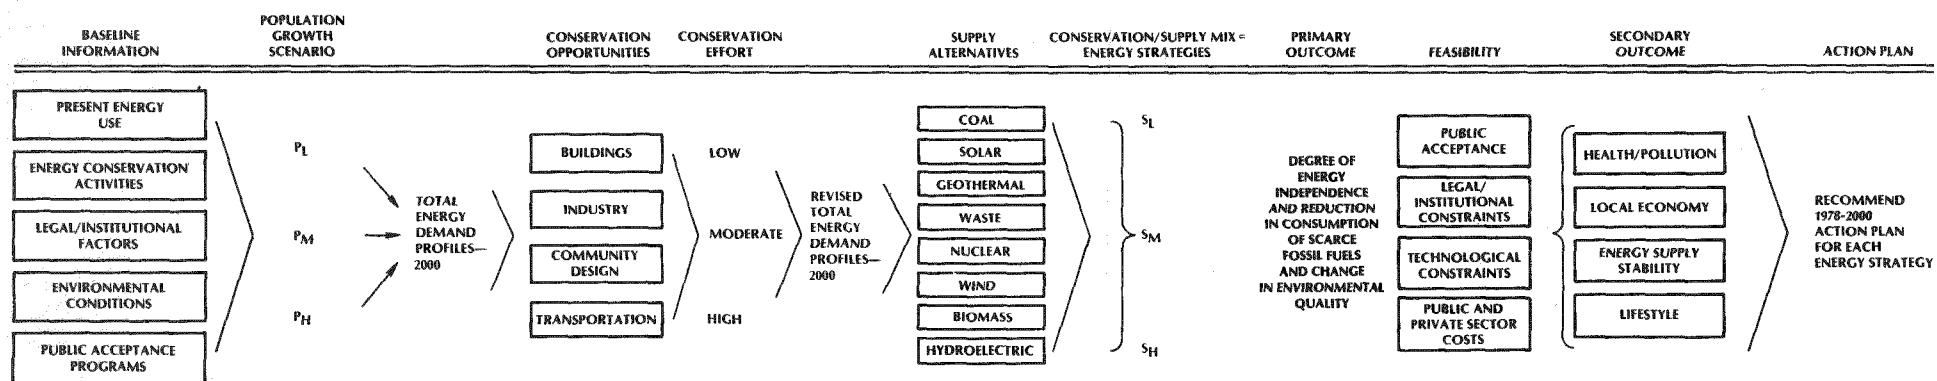 BASELINE
INFORMATION
POPULATION
GROWTH
SCENARIO
CONSERVATION
OPPORTUNITIES
CONSERVATION
EFFORT
SUPPLY
ALTERNATIVES
CONSERVATION/SUPPLY MIX =
ENERGY STRATEGIES
PRIMARY
OUTCOME
FEASIBILITY
SECONDARY
OUTCOME
ACTION PLAN
PRESENT ENERGY
USE
ENERGY CONSERVATION
ACTIVITIES
LEGAL/INSTITUTIONAL
FACTORS
ENVIRONMENTAL
CONDITIONS
PUBLIC ACCEPTANCE
PROGRAMS
PL
PM
PH
TOTAL
ENERGY
DEMAND
PROFILES—
2000
BUILDINGS
INDUSTRY
COMMUNITY
DESIGN
TRANSPORTATION
LOW
MODERATE
HIGH
REVISED
TOTAL
ENERGY
DEMAND
PROFILES—
2000
COAL
SOLAR
GEOTHERMAL
WASTE
NUCLEAR
WIND
BIOMASS
HYDROELECTRIC
SL
SM
SH
DEGREE OF
ENERGY
INDEPENDENCE
AND REDUCTION
IN CONSUMPTION
OF SCARCE
FOSSIL FUELS
AND CHANGE
IN ENVIRONMENTAL
QUALITY
PUBLIC
ACCEPTANCE
LEGAL/
INSTITUTIONAL
CONSTRAINTS
TECHNOLOGICAL
CONSTRAINTS
PUBLIC AND
PRIVATE SECTOR
COSTS
HEALTH/POLLUTION
LOCAL ECONOMY
ENERGY SUPPLY
STABILITY
LIFESTYLE
RECOMMEND
1978-2000
ACTION PLAN
FOR EACH
ENERGY STRATEGY